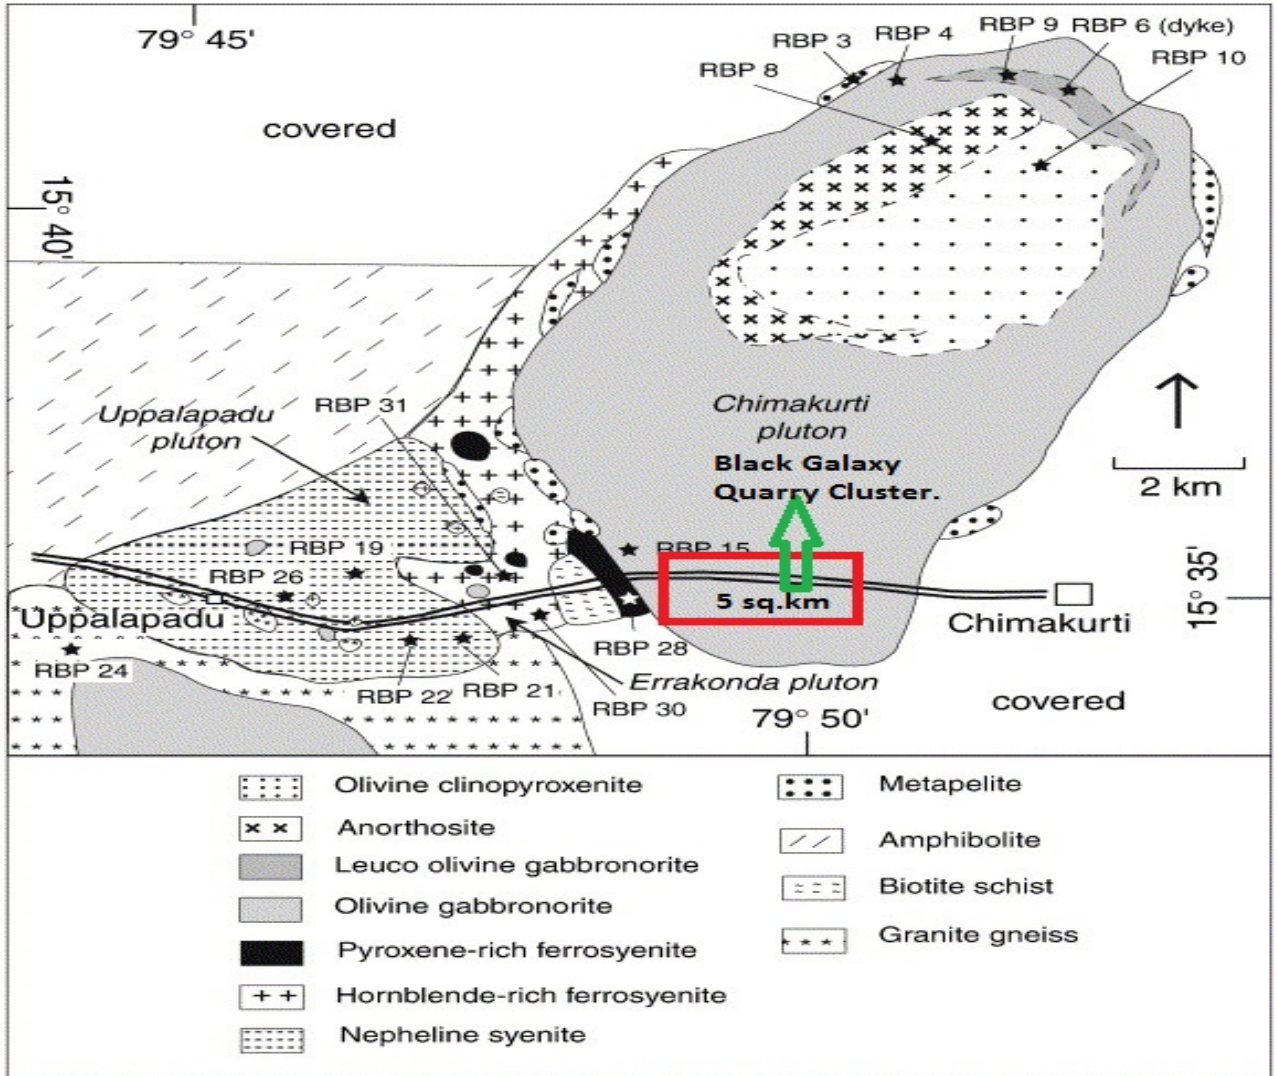 79° 45'
RBP 9
RBP 6 (dyke)
RBP 3
RBP 4
RBP 10
RBP 8
covered
15° 40'
Uppalapadu
pluton
RBP 31
Chimakurti
pluton
Black Galaxy
Quarry Cluster.
2 km
RBP 19
RBP 15
RBP 26
5 sq.km
15° 35'
Uppalapadu
Chimakurti
RBP 28
RBP 24
RBP 22
RBP 21
Errakonda pluton
RBP 30
79° 50'
covered
Olivine clinopyroxenite
Anorthosite
Leuco olivine gabbronorite
Olivine gabbronorite
Pyroxene-rich ferrosyenite
Hornblende-rich ferrosyenite
Nepheline syenite
Metapelite
Amphibolite
Biotite schist
Granite gneiss